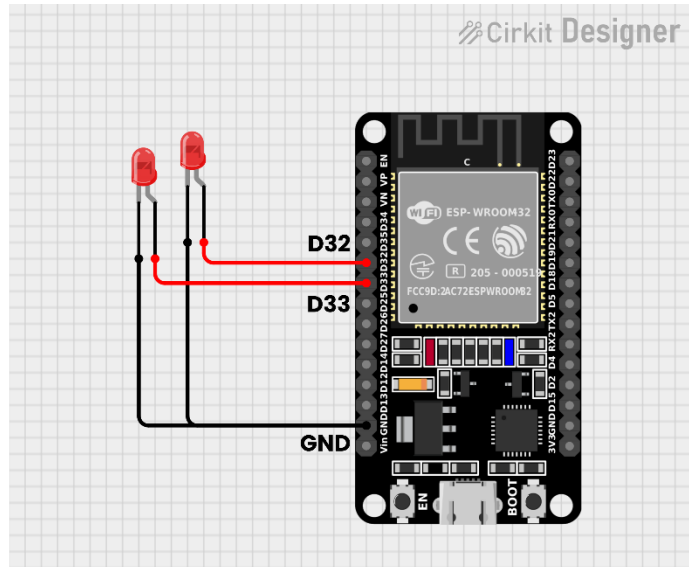 Cirkit Designer
EN
VP
VN
D34
D35
D32
D33
D25
D26
D27
D14
D12
D13
GND
Vin
D32
D33
GND
C
WiFi ESP-WROOM32
CE
R 205-000519
FCC9D:2AC72ESPWROOM32
D23
D22
TX0
RX0
D21
D19
D18
D5
TX2
RX2
D4
D2
D15
GND
3V3
EN
BOOT